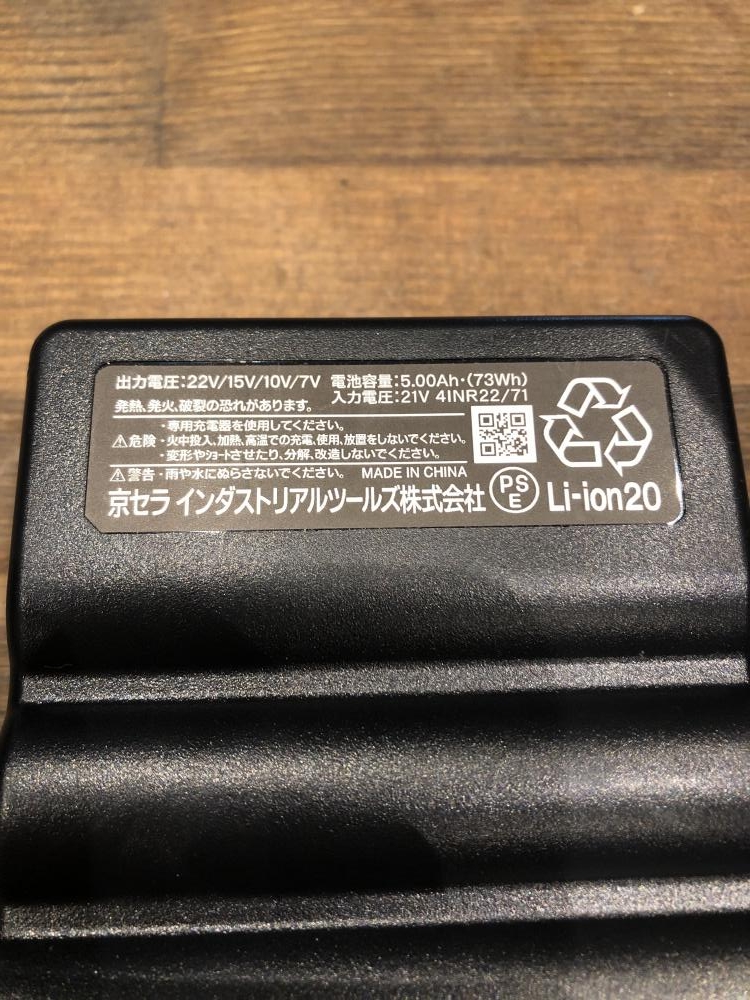 出力電圧:22V/15V/10V/7V 電池容量:5.00Ah・(73Wh)
入力電圧:21V 4INR22/71
発熱、発火、破裂の恐れがあります。
・専用充電器を使用してください。
⚠危険・火中投入、加熱、高温での充電、使用、放置をしないでください。
・変形やショートさせたり、分解、改造しないでください。
⚠警告・雨や水にぬらさないでください。 MADE IN CHINA
京セラ インダストリアルツールズ株式会社 PSE Li-ion20